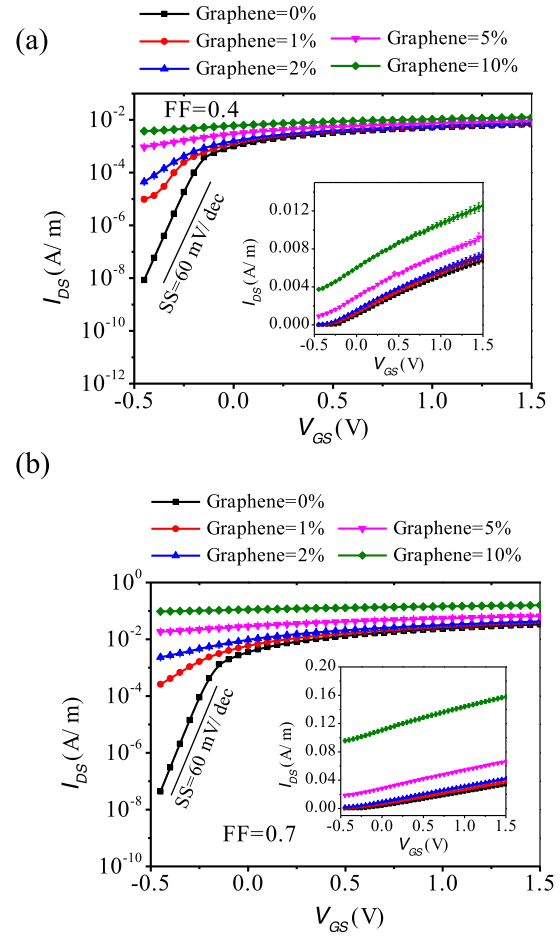 (a)
Graphene=0%
Graphene=1% Graphene=5%
Graphene=2% Graphene=10%
FF=0.4
10⁻²
10⁻⁴
10⁻⁶
10⁻⁸
10⁻¹⁰
10⁻¹²
I_DS (A/m)
SS=60 mV/dec
0.012
0.008
0.004
0.000
I_DS (A/m)
-0.5 0.0 0.5 1.0 1.5
V_GS (V)
-0.5 0.0 0.5 1.0 1.5
V_GS (V)
(b)
Graphene=0%
Graphene=1% Graphene=5%
Graphene=2% Graphene=10%
10⁰
10⁻²
10⁻⁴
10⁻⁶
10⁻⁸
10⁻¹⁰
I_DS (A/m)
SS=60 mV/dec
0.20
0.16
0.12
0.08
0.04
0.00
I_DS (A/m)
-0.5 0.0 0.5 1.0 1.5
V_GS (V)
FF=0.7
-0.5 0.0 0.5 1.0 1.5
V_GS (V)